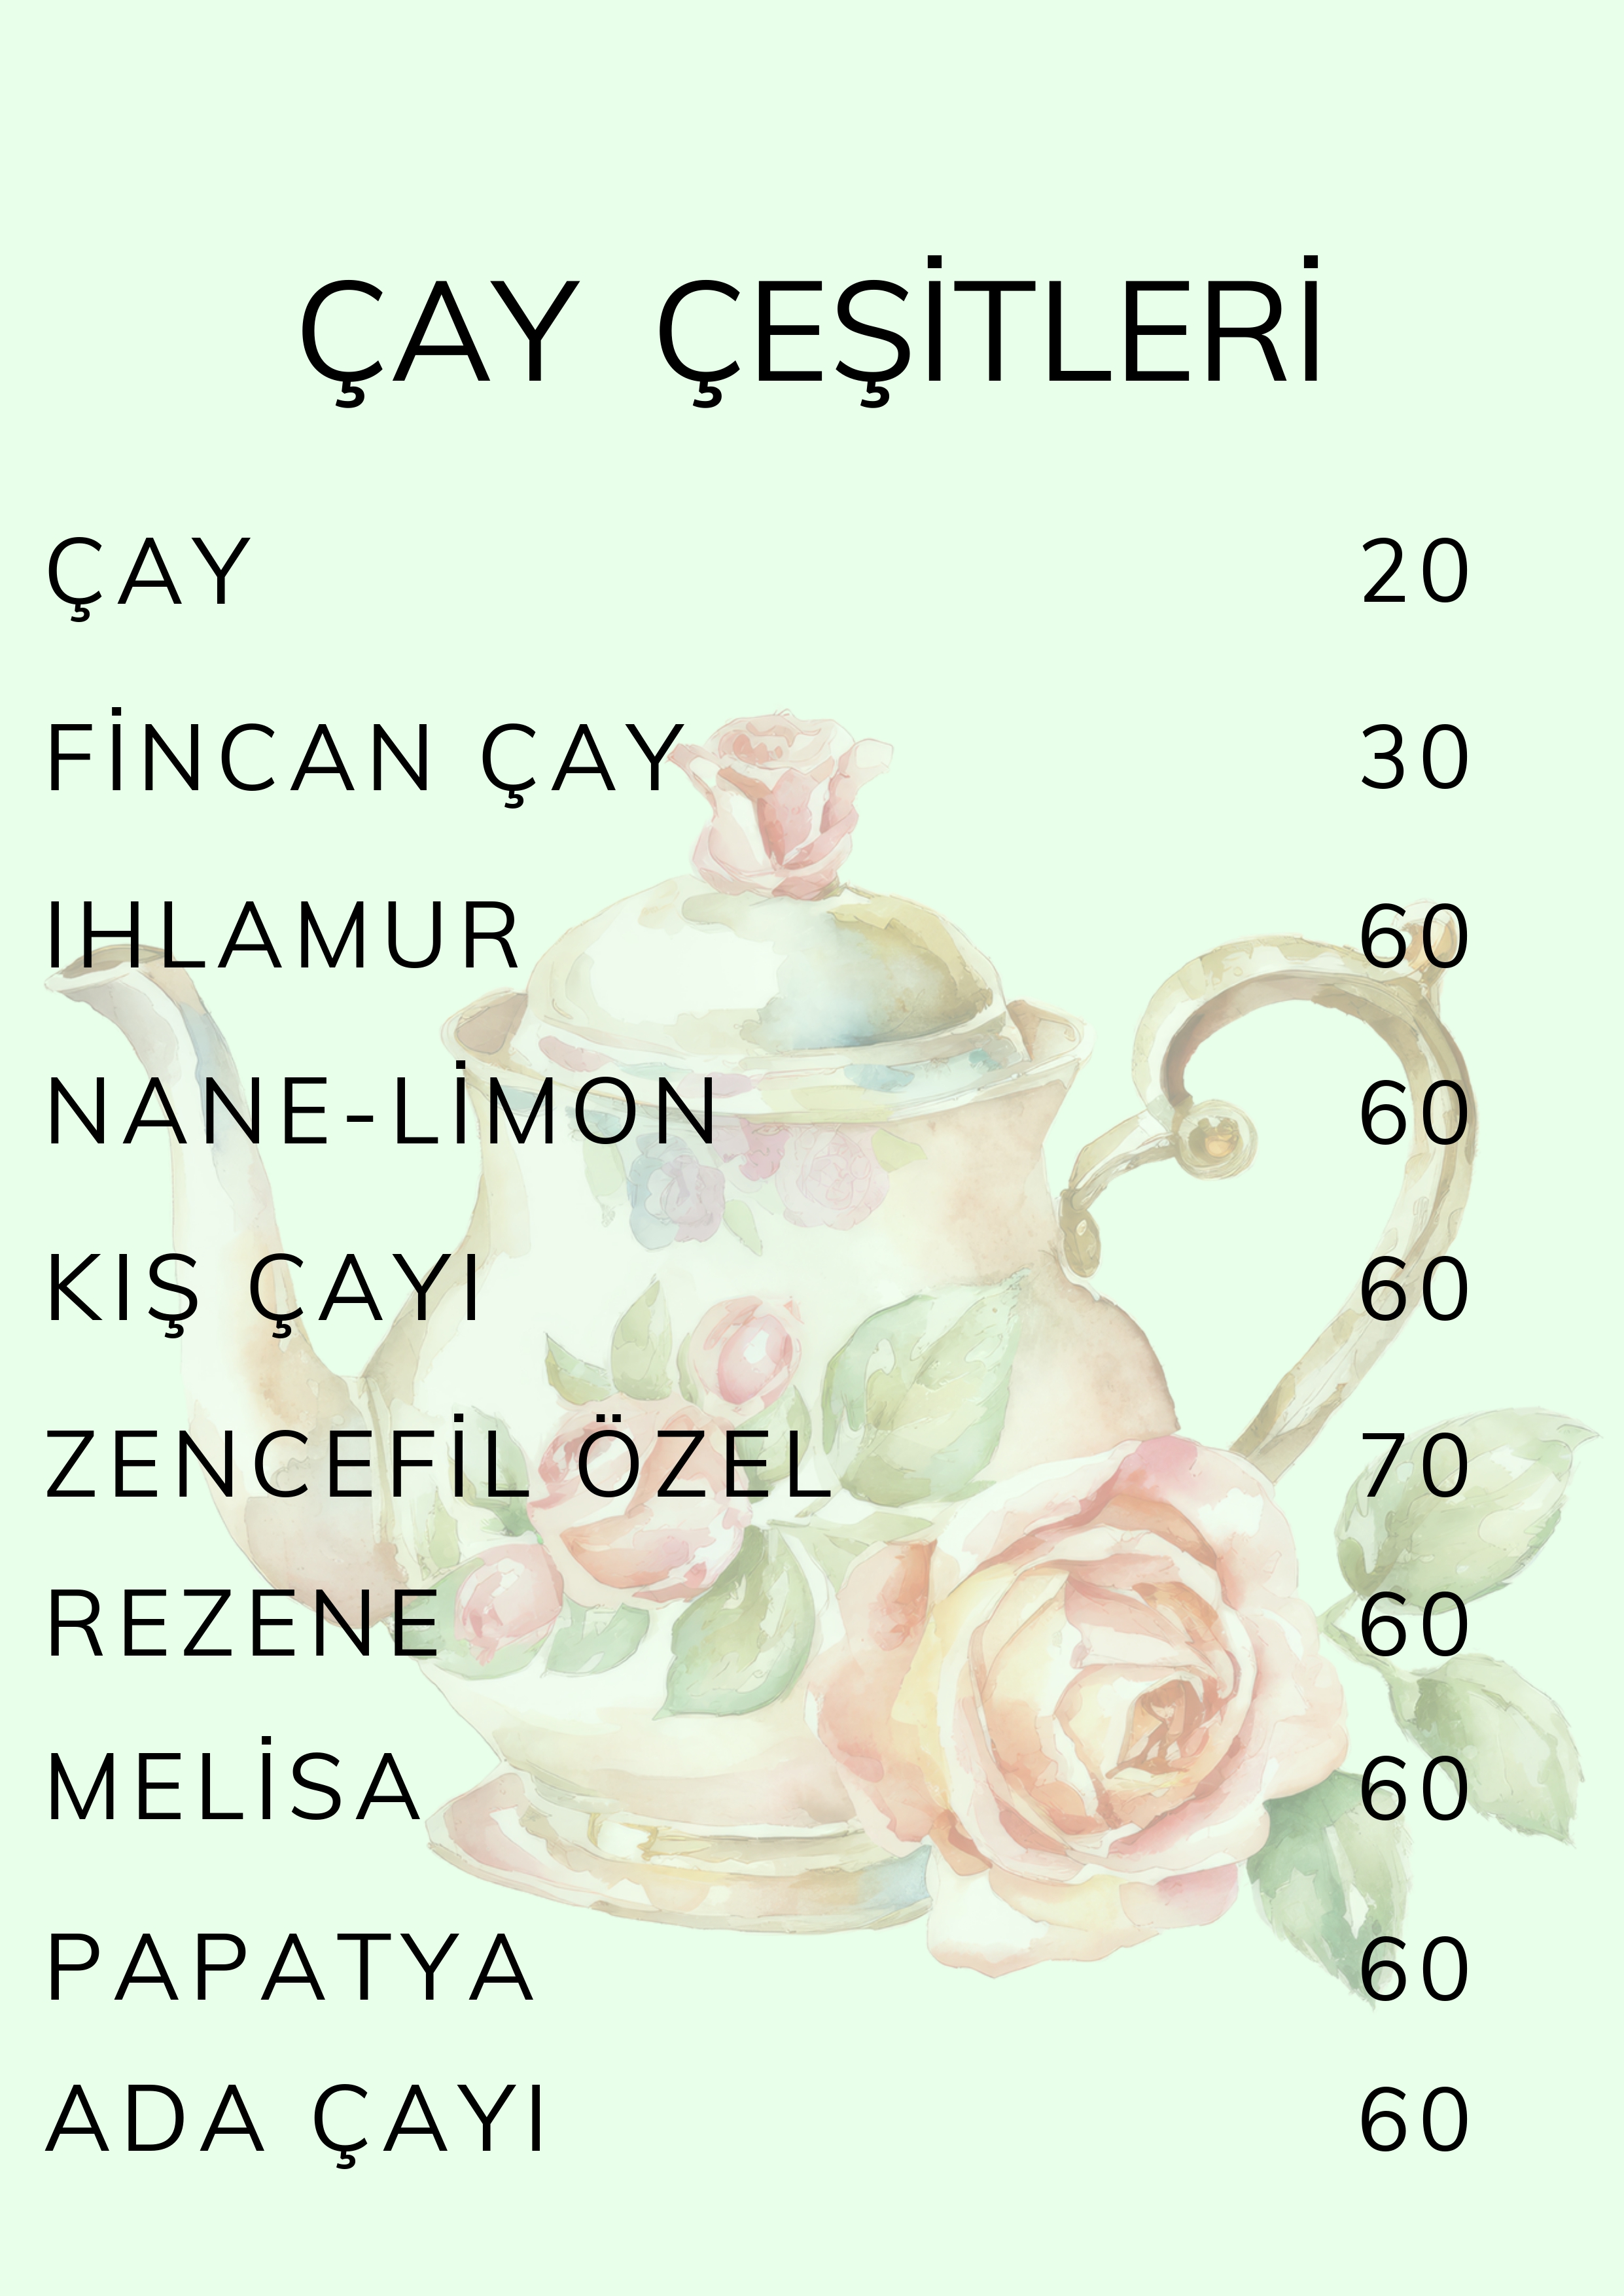 ÇAY ÇEŞİTLERİ
ÇAY 20
FİNCAN ÇAY 30
IHLAMUR 60
NANE-LİMON 60
KIŞ ÇAYI 60
ZENCEFİL ÖZEL 70
REZENE 60
MELİSA 60
PAPATYA 60
ADA ÇAYI 60